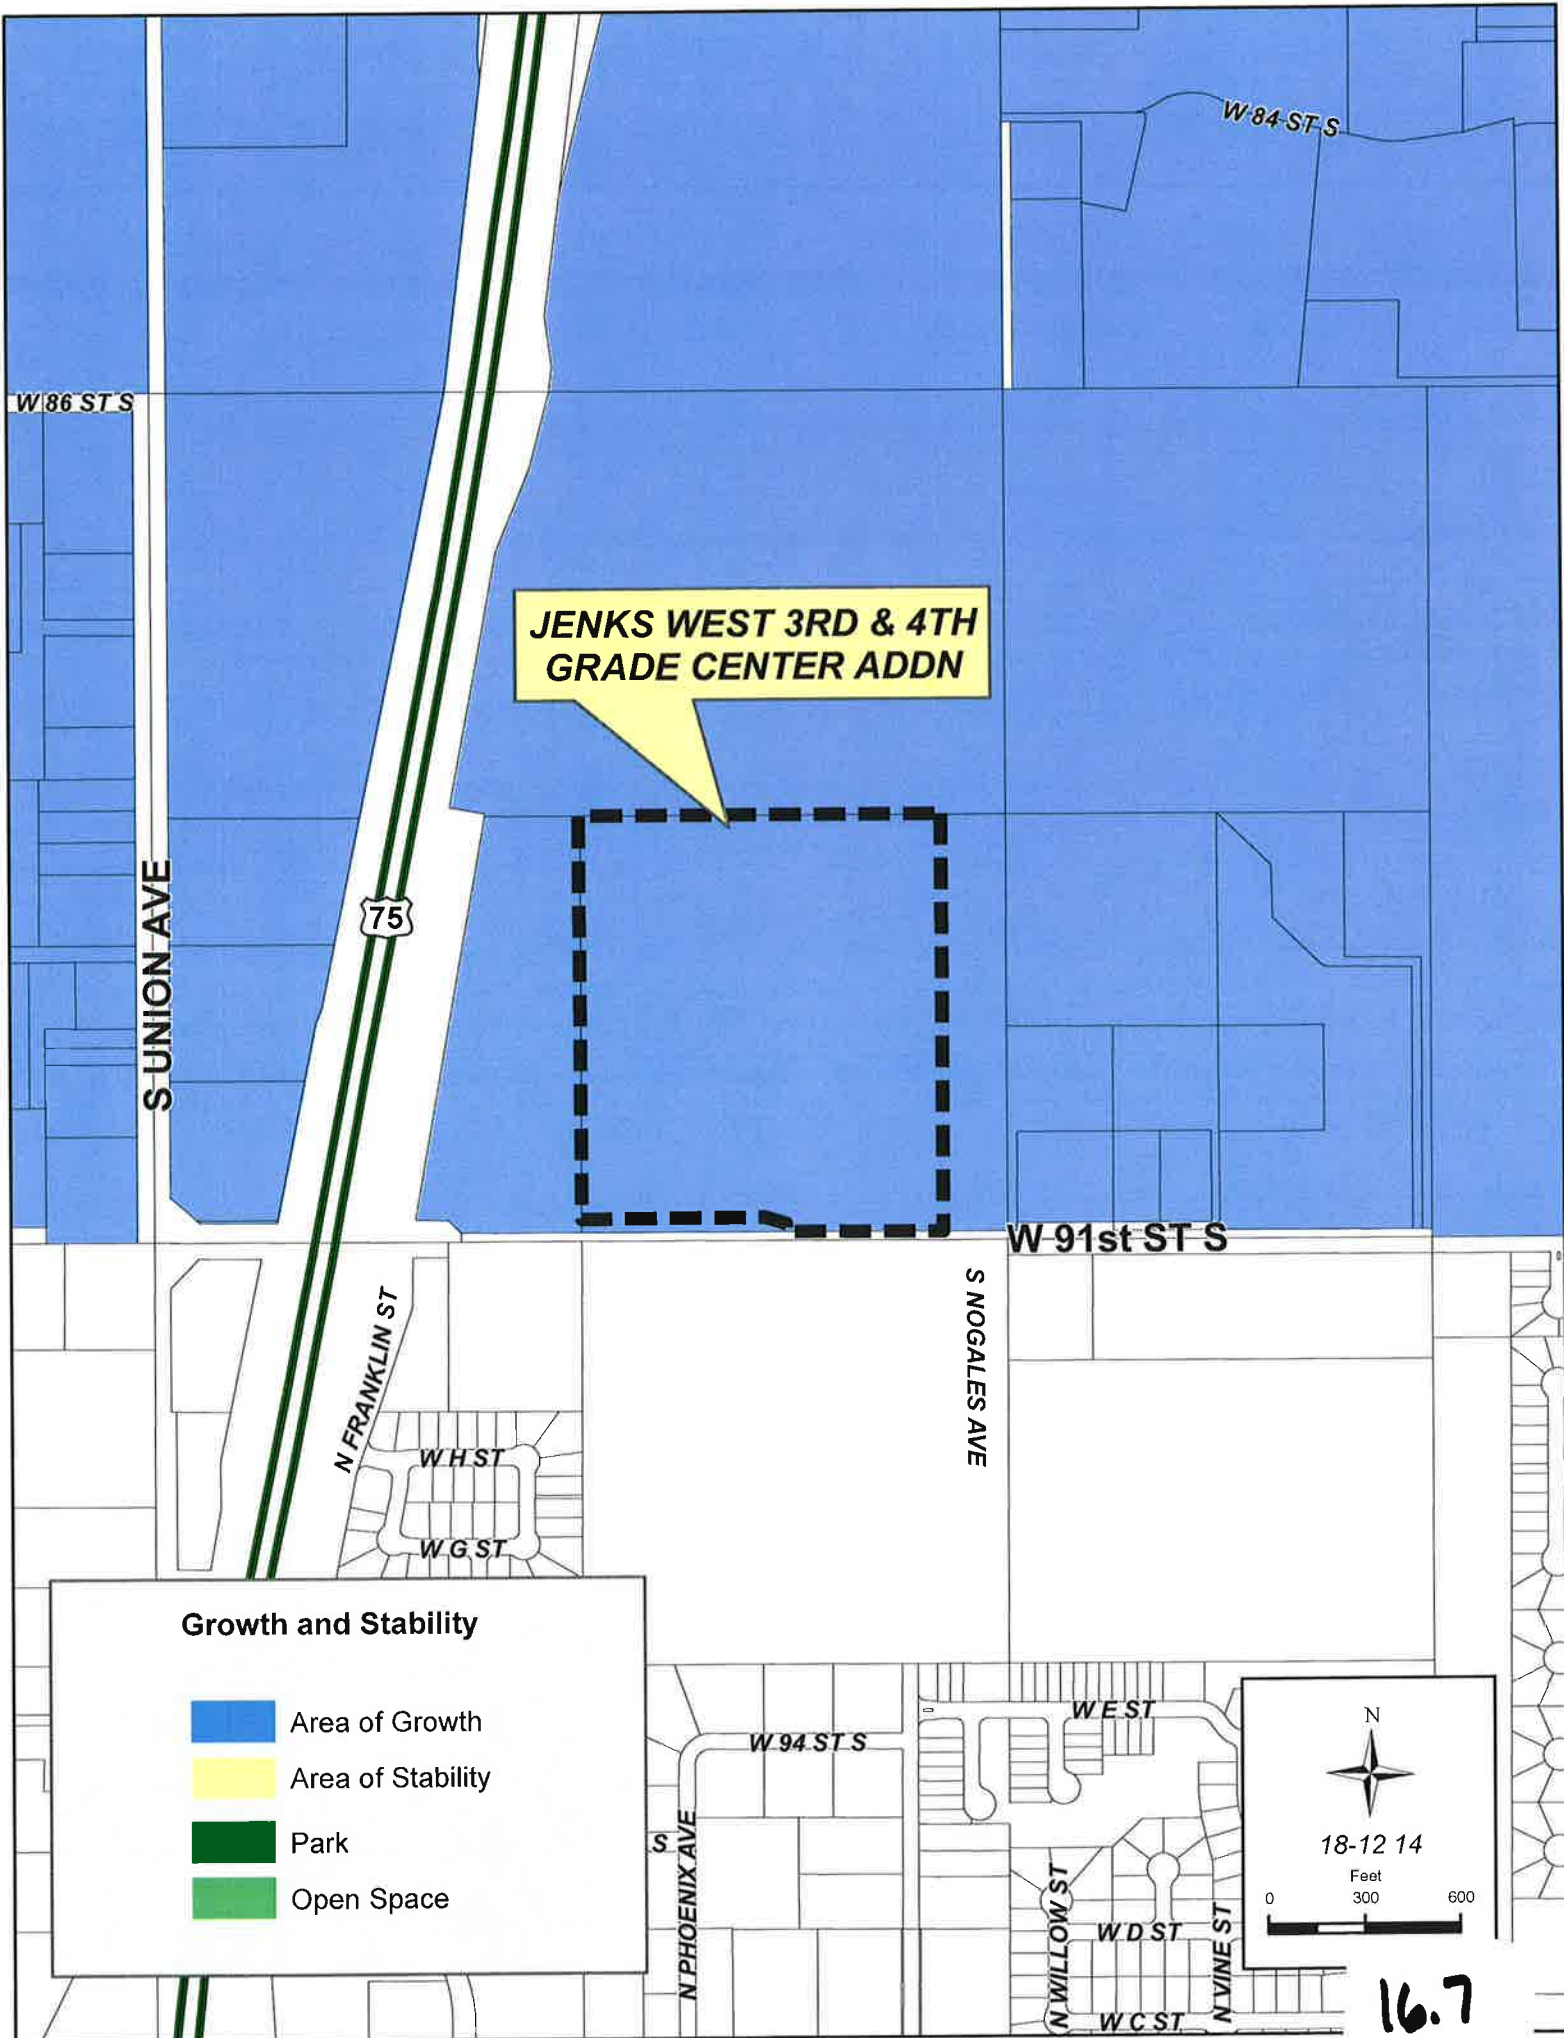 W 84 ST S
W 86 ST S
JENKS WEST 3RD & 4TH
GRADE CENTER ADDN
75
S UNION AVE
W 91st ST S
S NOGALES AVE
N FRANKLIN ST
W H ST
W G ST
Growth and Stability
Area of Growth
Area of Stability
Park
Open Space
W E ST
W 94 ST S
S
N PHOENIX AVE
N WILLOW ST
W D ST
N VINE ST
W C ST
N
18-12 14
Feet
0 300 600
16.7